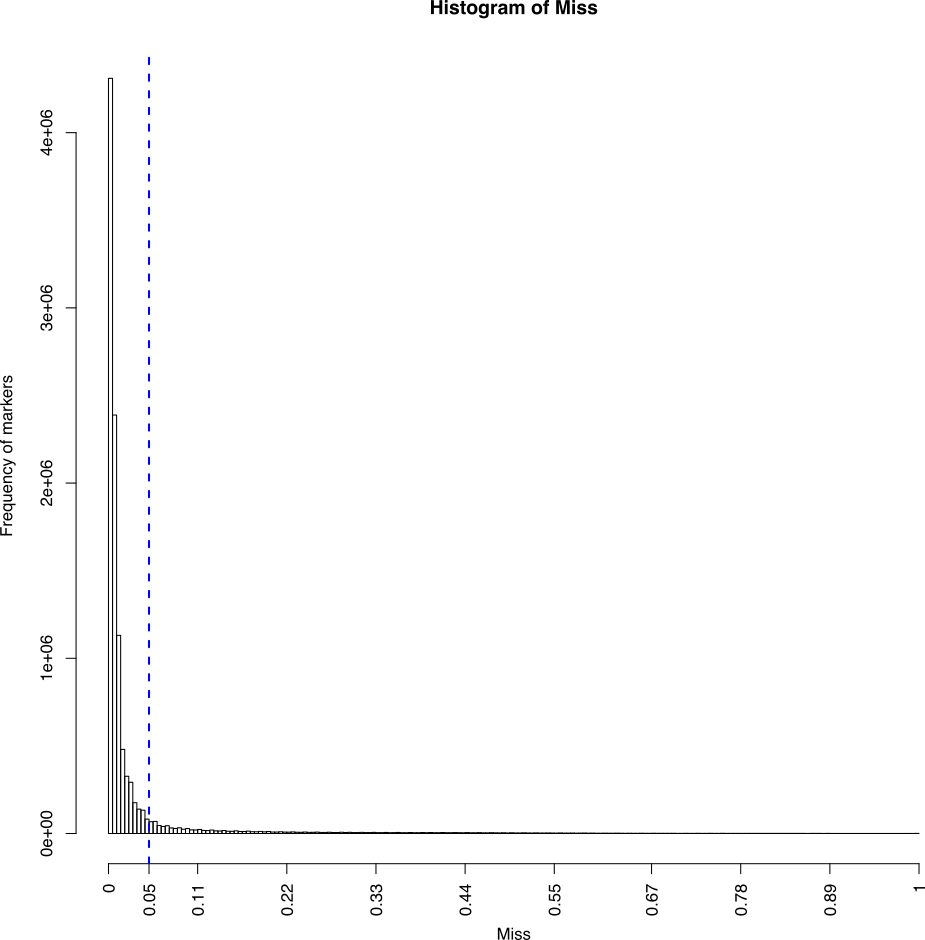 Histogram of Miss
Frequency of markers
4e+06
3e+06
2e+06
1e+06
0e+00
0 0.05 0.11 0.22 0.33 0.44 0.55 0.67 0.78 0.89 1
Miss